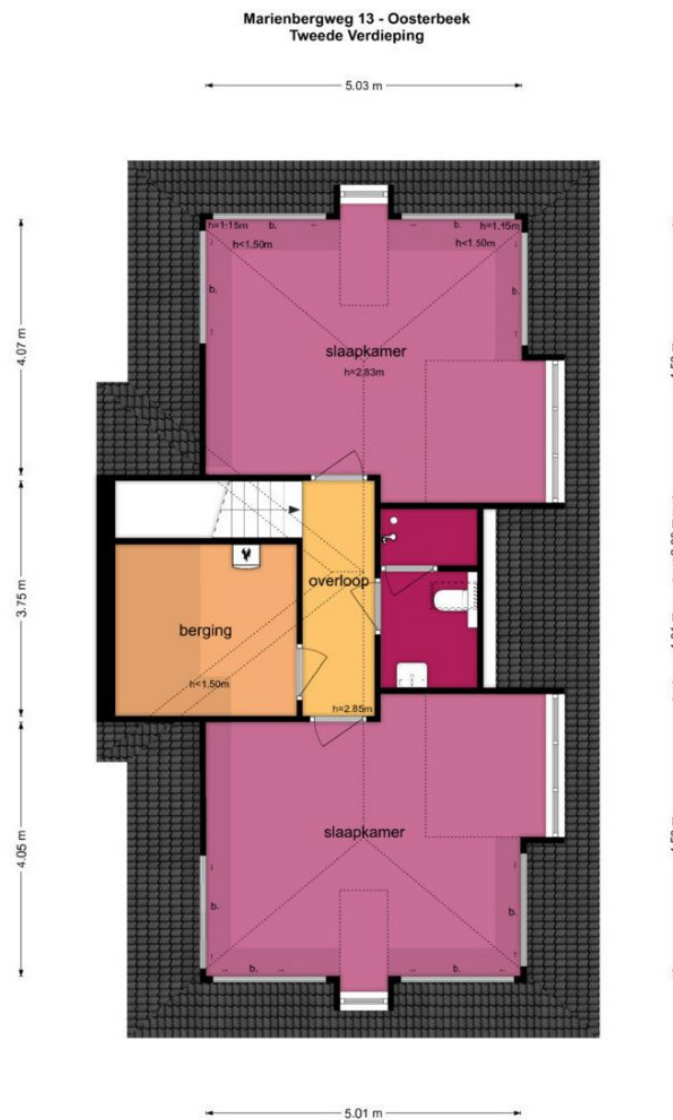 Marienbergweg 13 - Oosterbeek
Tweede Verdieping
5.03 m
h=1.15m
b.
b.
h=1.15m
h<1.50m
h<1.50m
b.
b.
4.07 m
slaapkamer
h=2.83m
3.75 m
overloop
berging
h<1.50m
h=2.85m
4.05 m
slaapkamer
b.
b.
b.
b.
5.01 m